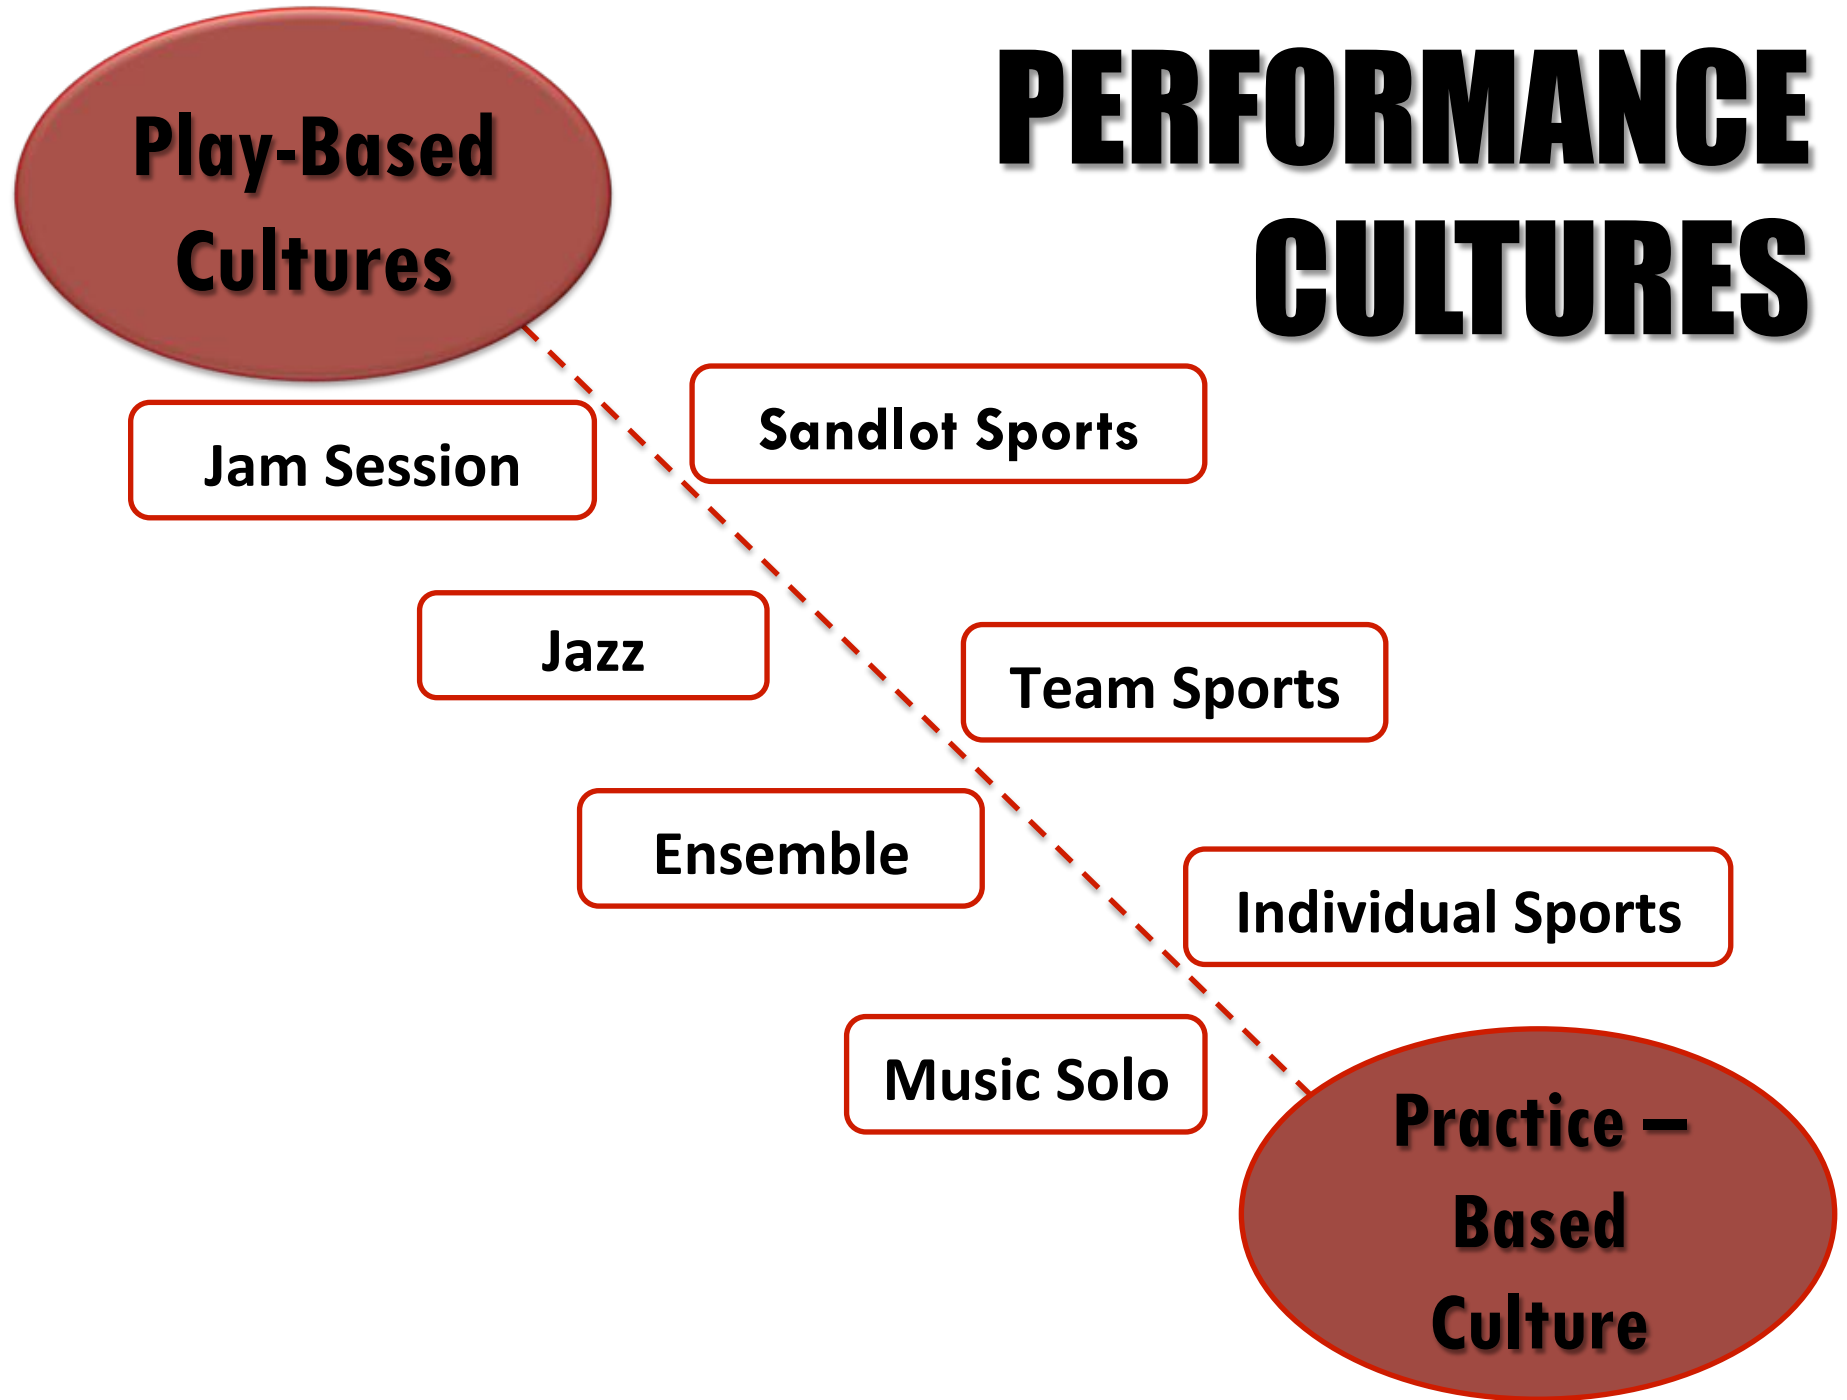 PERFORMANCE
CULTURES
Play-Based
Cultures
Sandlot Sports
Jam Session
Jazz
Team Sports
Ensemble
Individual Sports
Music Solo
Practice –
Based
Culture